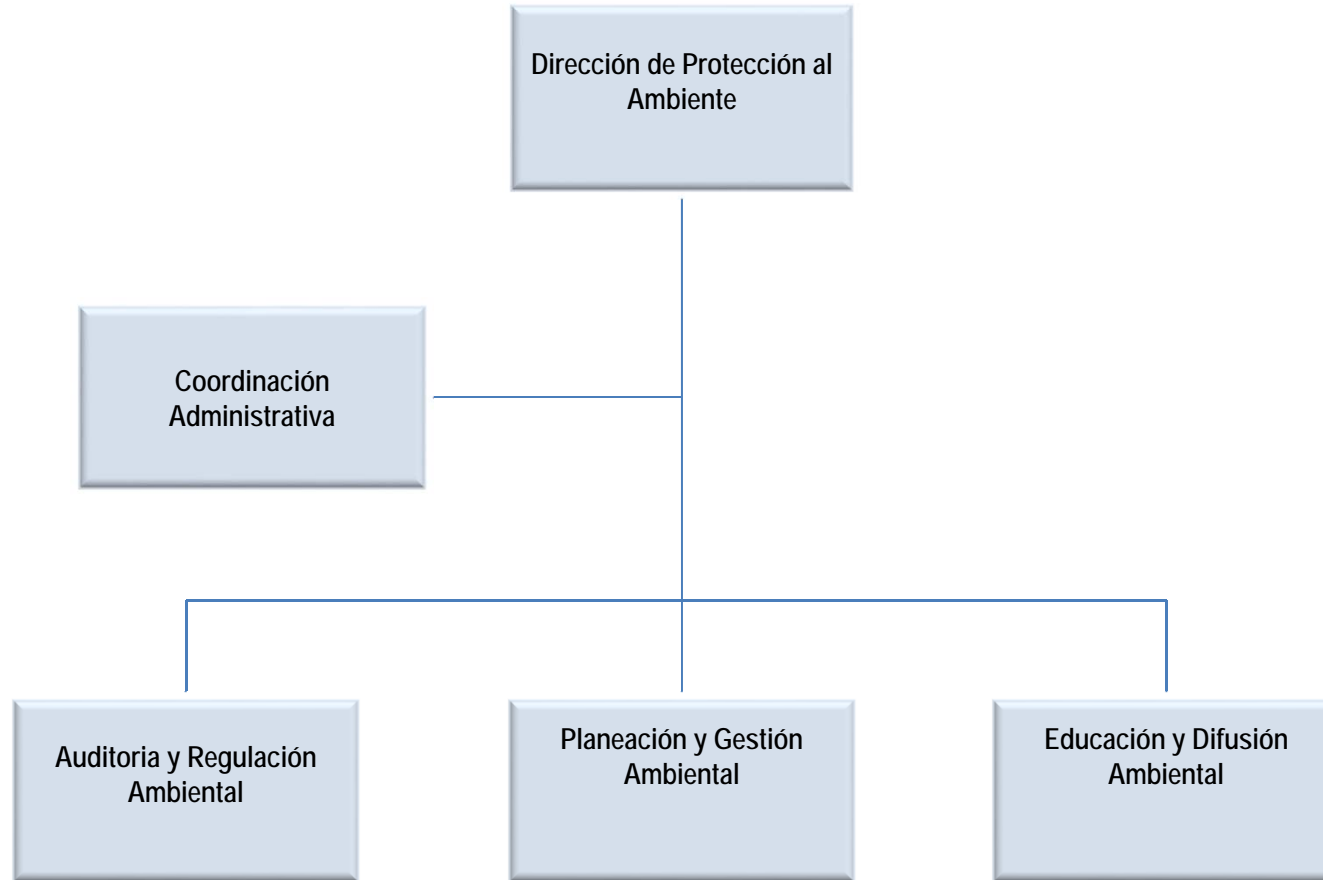 Dirección de Protección al
Ambiente
Coordinación
Administrativa
Auditoria y Regulación
Ambiental
Planeación y Gestión
Ambiental
Educación y Difusión
Ambiental